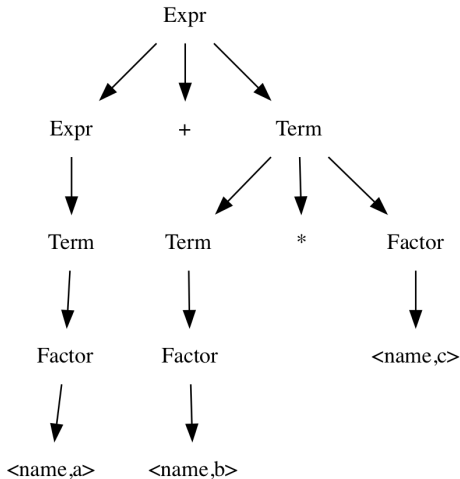 Expr
Expr + Term
Term Term * Factor
Factor Factor <name,c>
<name,a> <name,b>